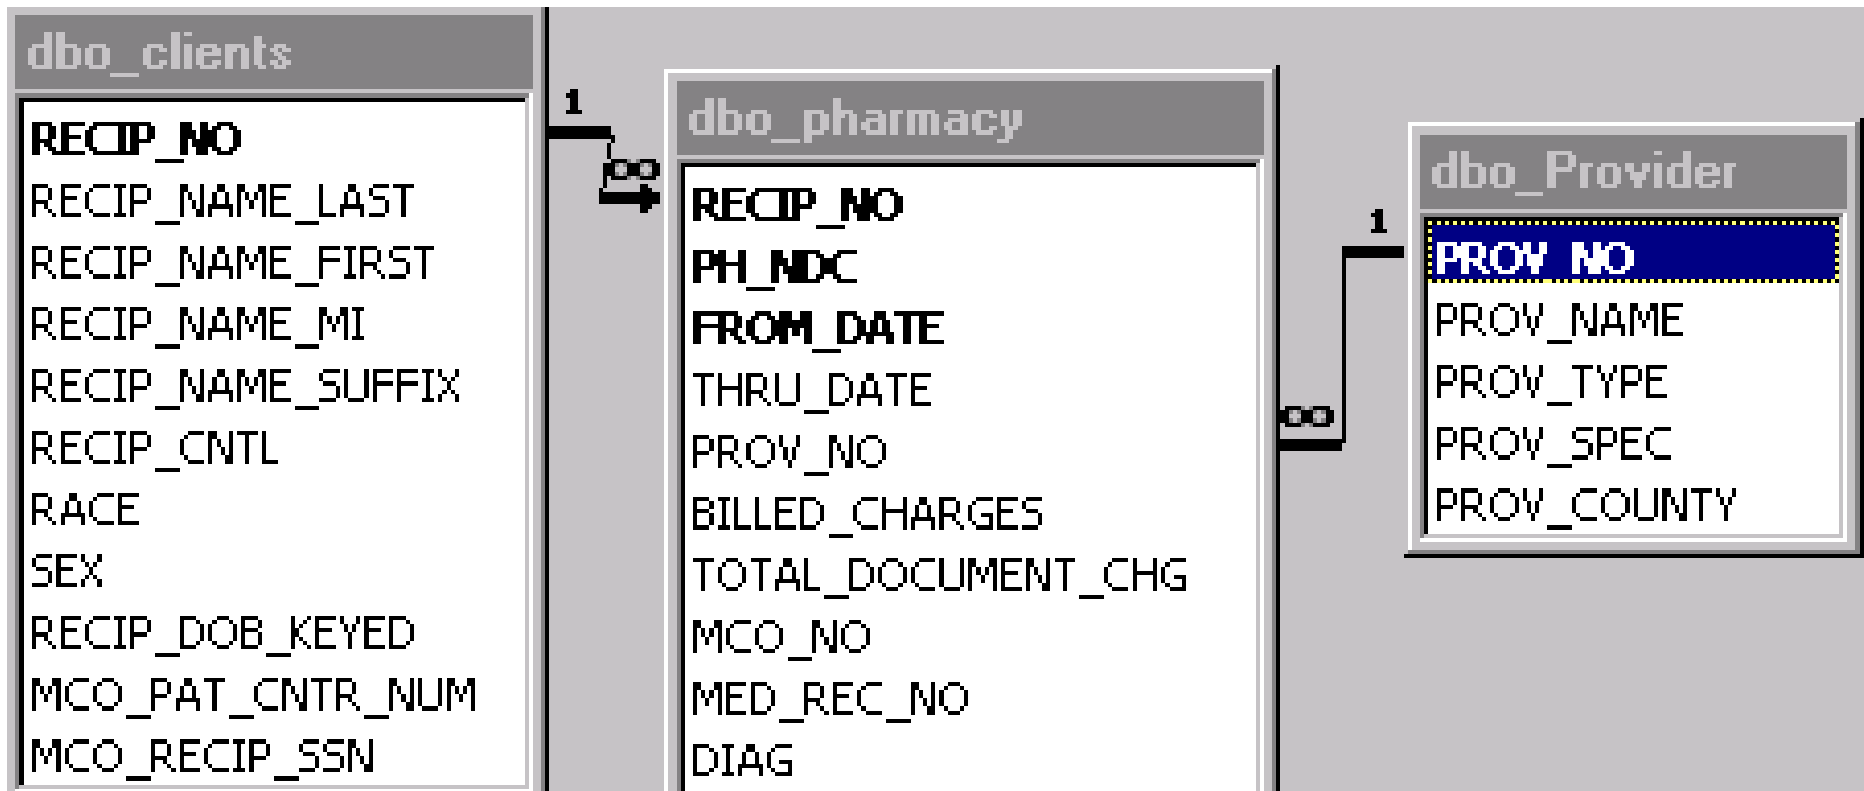 dbo_clients
RECIP_NO
RECIP_NAME_LAST
RECIP_NAME_FIRST
RECIP_NAME_MI
RECIP_NAME_SUFFIX
RECIP_CNTL
RACE
SEX
RECIP_DOB_KEYED
MCO_PAT_CNTR_NUM
MCO_RECIP_SSN
1
∞
dbo_pharmacy
RECIP_NO
PH_NDC
FROM_DATE
THRU_DATE
PROV_NO
BILLED_CHARGES
TOTAL_DOCUMENT_CHG
MCO_NO
MED_REC_NO
DIAG
1
∞
dbo_Provider
PROV_NO
PROV_NAME
PROV_TYPE
PROV_SPEC
PROV_COUNTY